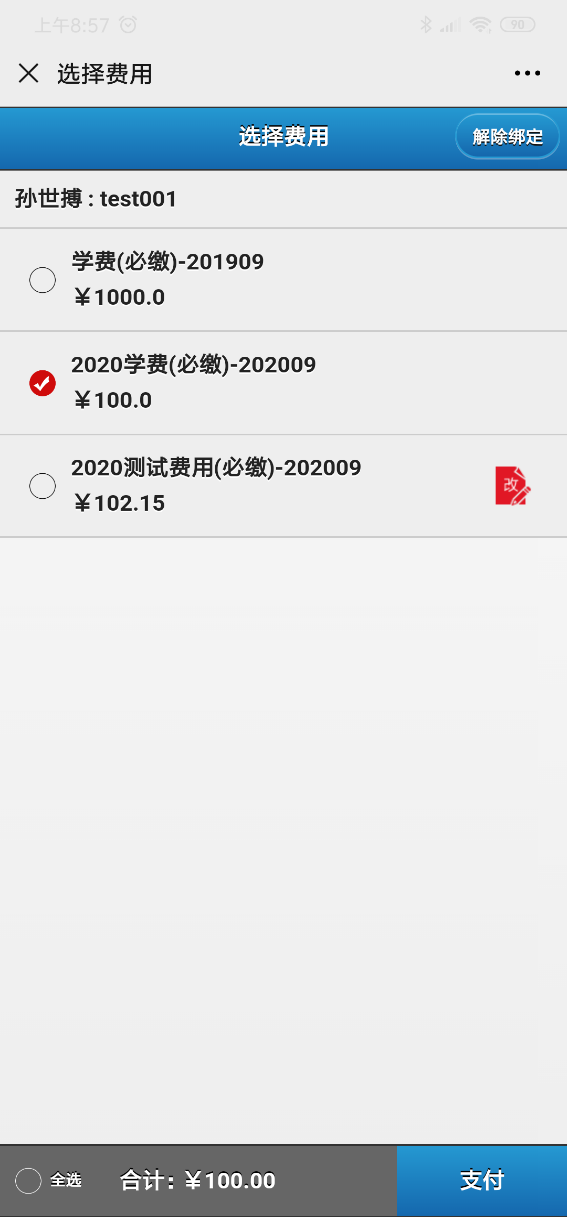 上午8:57
90
选择费用
选择费用
解除绑定
孙世搏 : test001
学费(必缴)-201909
￥1000.0
2020学费(必缴)-202009
￥100.0
2020测试费用(必缴)-202009
￥102.15
改
全选
合计：￥100.00
支付